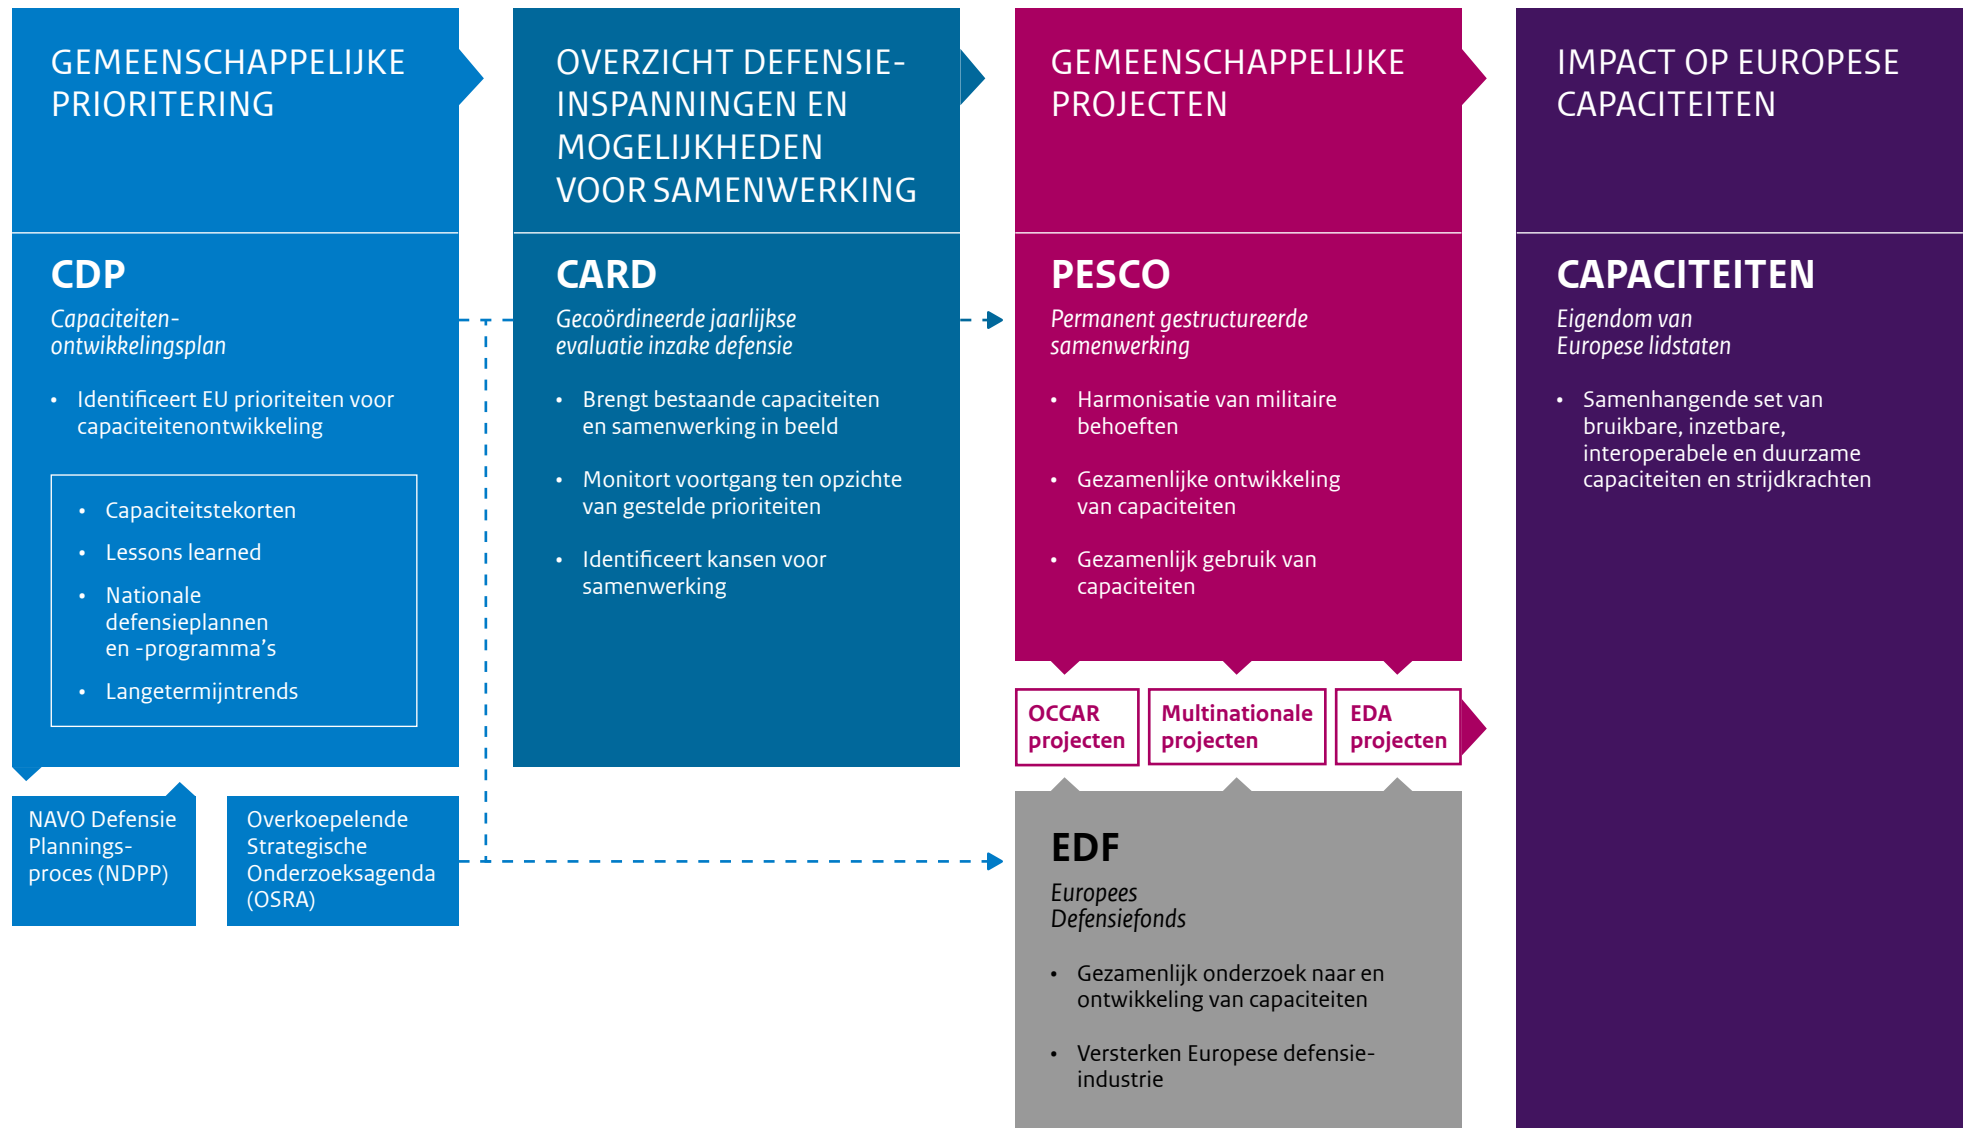 GEMEENSCHAPPELIJKE
PRIORITERING
CDP
Capaciteiten-
ontwikkelingsplan
• Identificeert EU prioriteiten voor
capaciteitenontwikkeling
• Capaciteitstekorten
• Lessons learned
• Nationale
defensieplannen
en -programma's
• Langetermijntrends
NAVO Defensie
Plannings-
proces (NDPP)
Overkoepelende
Strategische
Onderzoeksagenda
(OSRA)
OVERZICHT DEFENSIE-
INSPANNINGEN EN
MOGELIJKHEDEN
VOOR SAMENWERKING
CARD
Gecoördineerde jaarlijkse
evaluatie inzake defensie
• Brengt bestaande capaciteiten
en samenwerking in beeld
• Monitort voortgang ten opzichte
van gestelde prioriteiten
• Identificeert kansen voor
samenwerking
GEMEENSCHAPPELIJKE
PROJECTEN
PESCO
Permanent gestructureerde
samenwerking
• Harmonisatie van militaire
behoeften
• Gezamenlijke ontwikkeling
van capaciteiten
• Gezamenlijk gebruik van
capaciteiten
OCCAR
projecten
Multinationale
projecten
EDA
projecten
EDF
Europees
Defensiefonds
• Gezamenlijk onderzoek naar en
ontwikkeling van capaciteiten
• Versterken Europese defensie-
industrie
IMPACT OP EUROPESE
CAPACITEITEN
CAPACITEITEN
Eigendom van
Europese lidstaten
• Samenhangende set van
bruikbare, inzetbare,
interoperabele en duurzame
capaciteiten en strijdkrachten